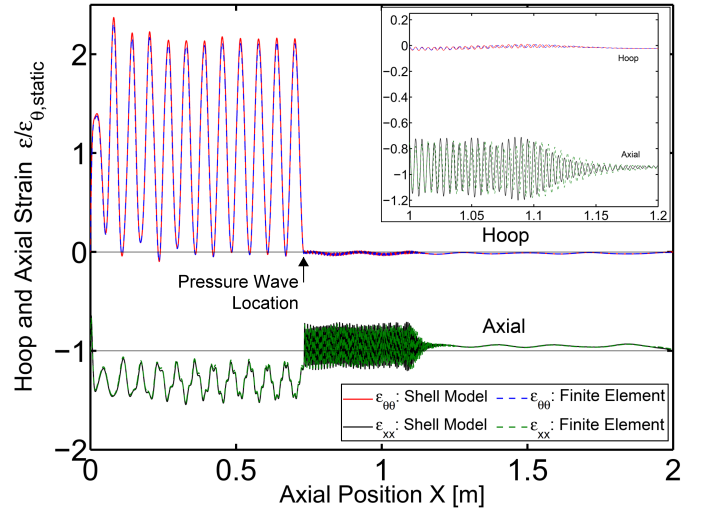 Hoop and Axial Strain ε/εθ,static
2
1
0
−1
−2
0
0.5
1
1.5
2
Axial Position X [m]
Pressure Wave
Location
Hoop
Axial
0.2
0
−0.4
−0.6
−0.8
−1
−1.2
1
1.05
1.10
1.15
1.2
Hoop
Axial
εθθ: Shell Model
εθθ: Finite Element
εxx: Shell Model
εxx: Finite Element